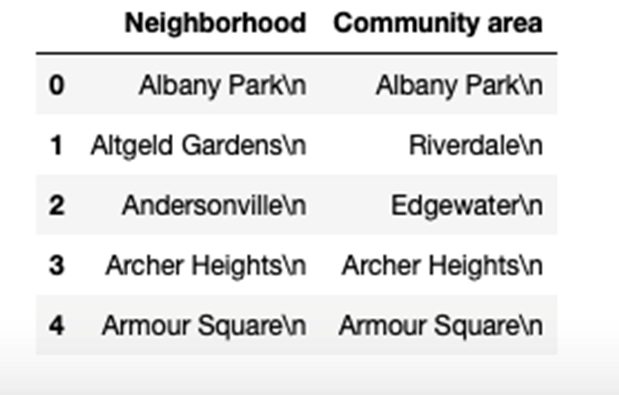 Neighborhood Community area
0 Albany Park\n Albany Park\n
1 Altgeld Gardens\n Riverdale\n
2 Andersonville\n Edgewater\n
3 Archer Heights\n Archer Heights\n
4 Armour Square\n Armour Square\n